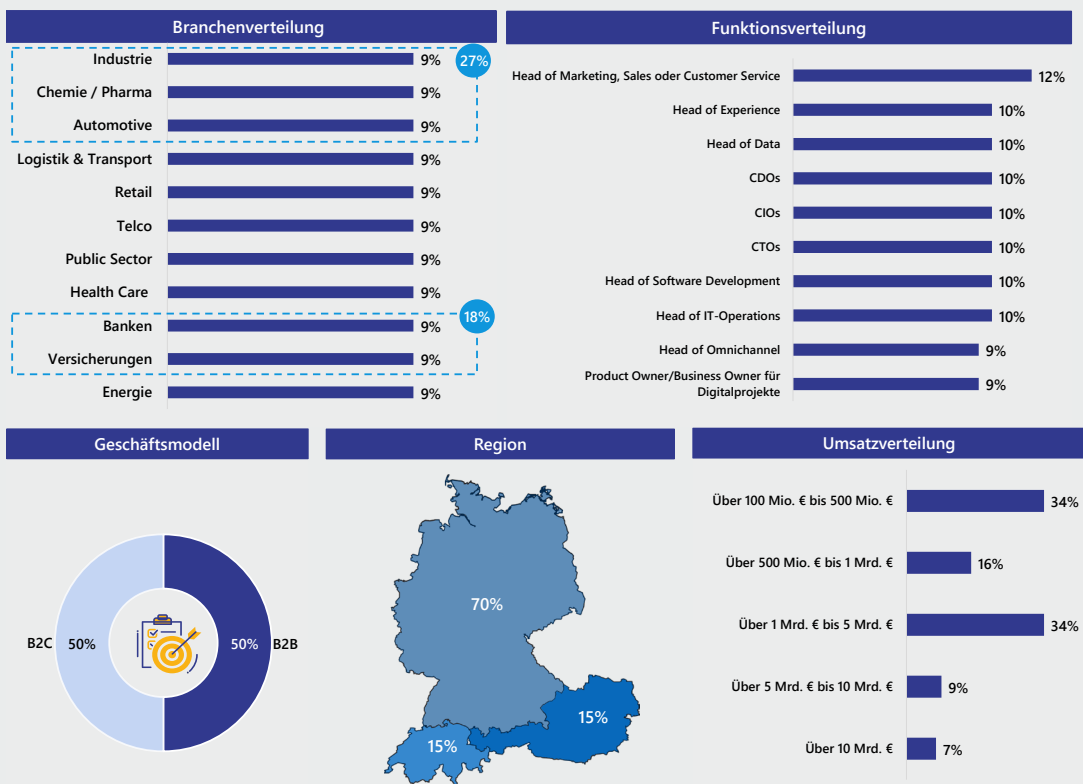 Branchenverteilung
Industrie 9% 27%
Chemie / Pharma 9%
Automotive 9%
Logistik & Transport 9%
Retail 9%
Telco 9%
Public Sector 9%
Health Care 9%
18%
Banken 9%
Versicherungen 9%
Energie 9%
Funktionsverteilung
Head of Marketing, Sales oder Customer Service 12%
Head of Experience 10%
Head of Data 10%
CDOs 10%
CIOs 10%
CTOs 10%
Head of Software Development 10%
Head of IT-Operations 10%
Head of Omnichannel 9%
Product Owner/Business Owner für
Digitalprojekte 9%
Geschäftsmodell
B2C 50% 50% B2B
Region
70%
15%
15%
Umsatzverteilung
Über 100 Mio. € bis 500 Mio. € 34%
Über 500 Mio. € bis 1 Mrd. € 16%
Über 1 Mrd. € bis 5 Mrd. € 34%
Über 5 Mrd. € bis 10 Mrd. € 9%
Über 10 Mrd. € 7%